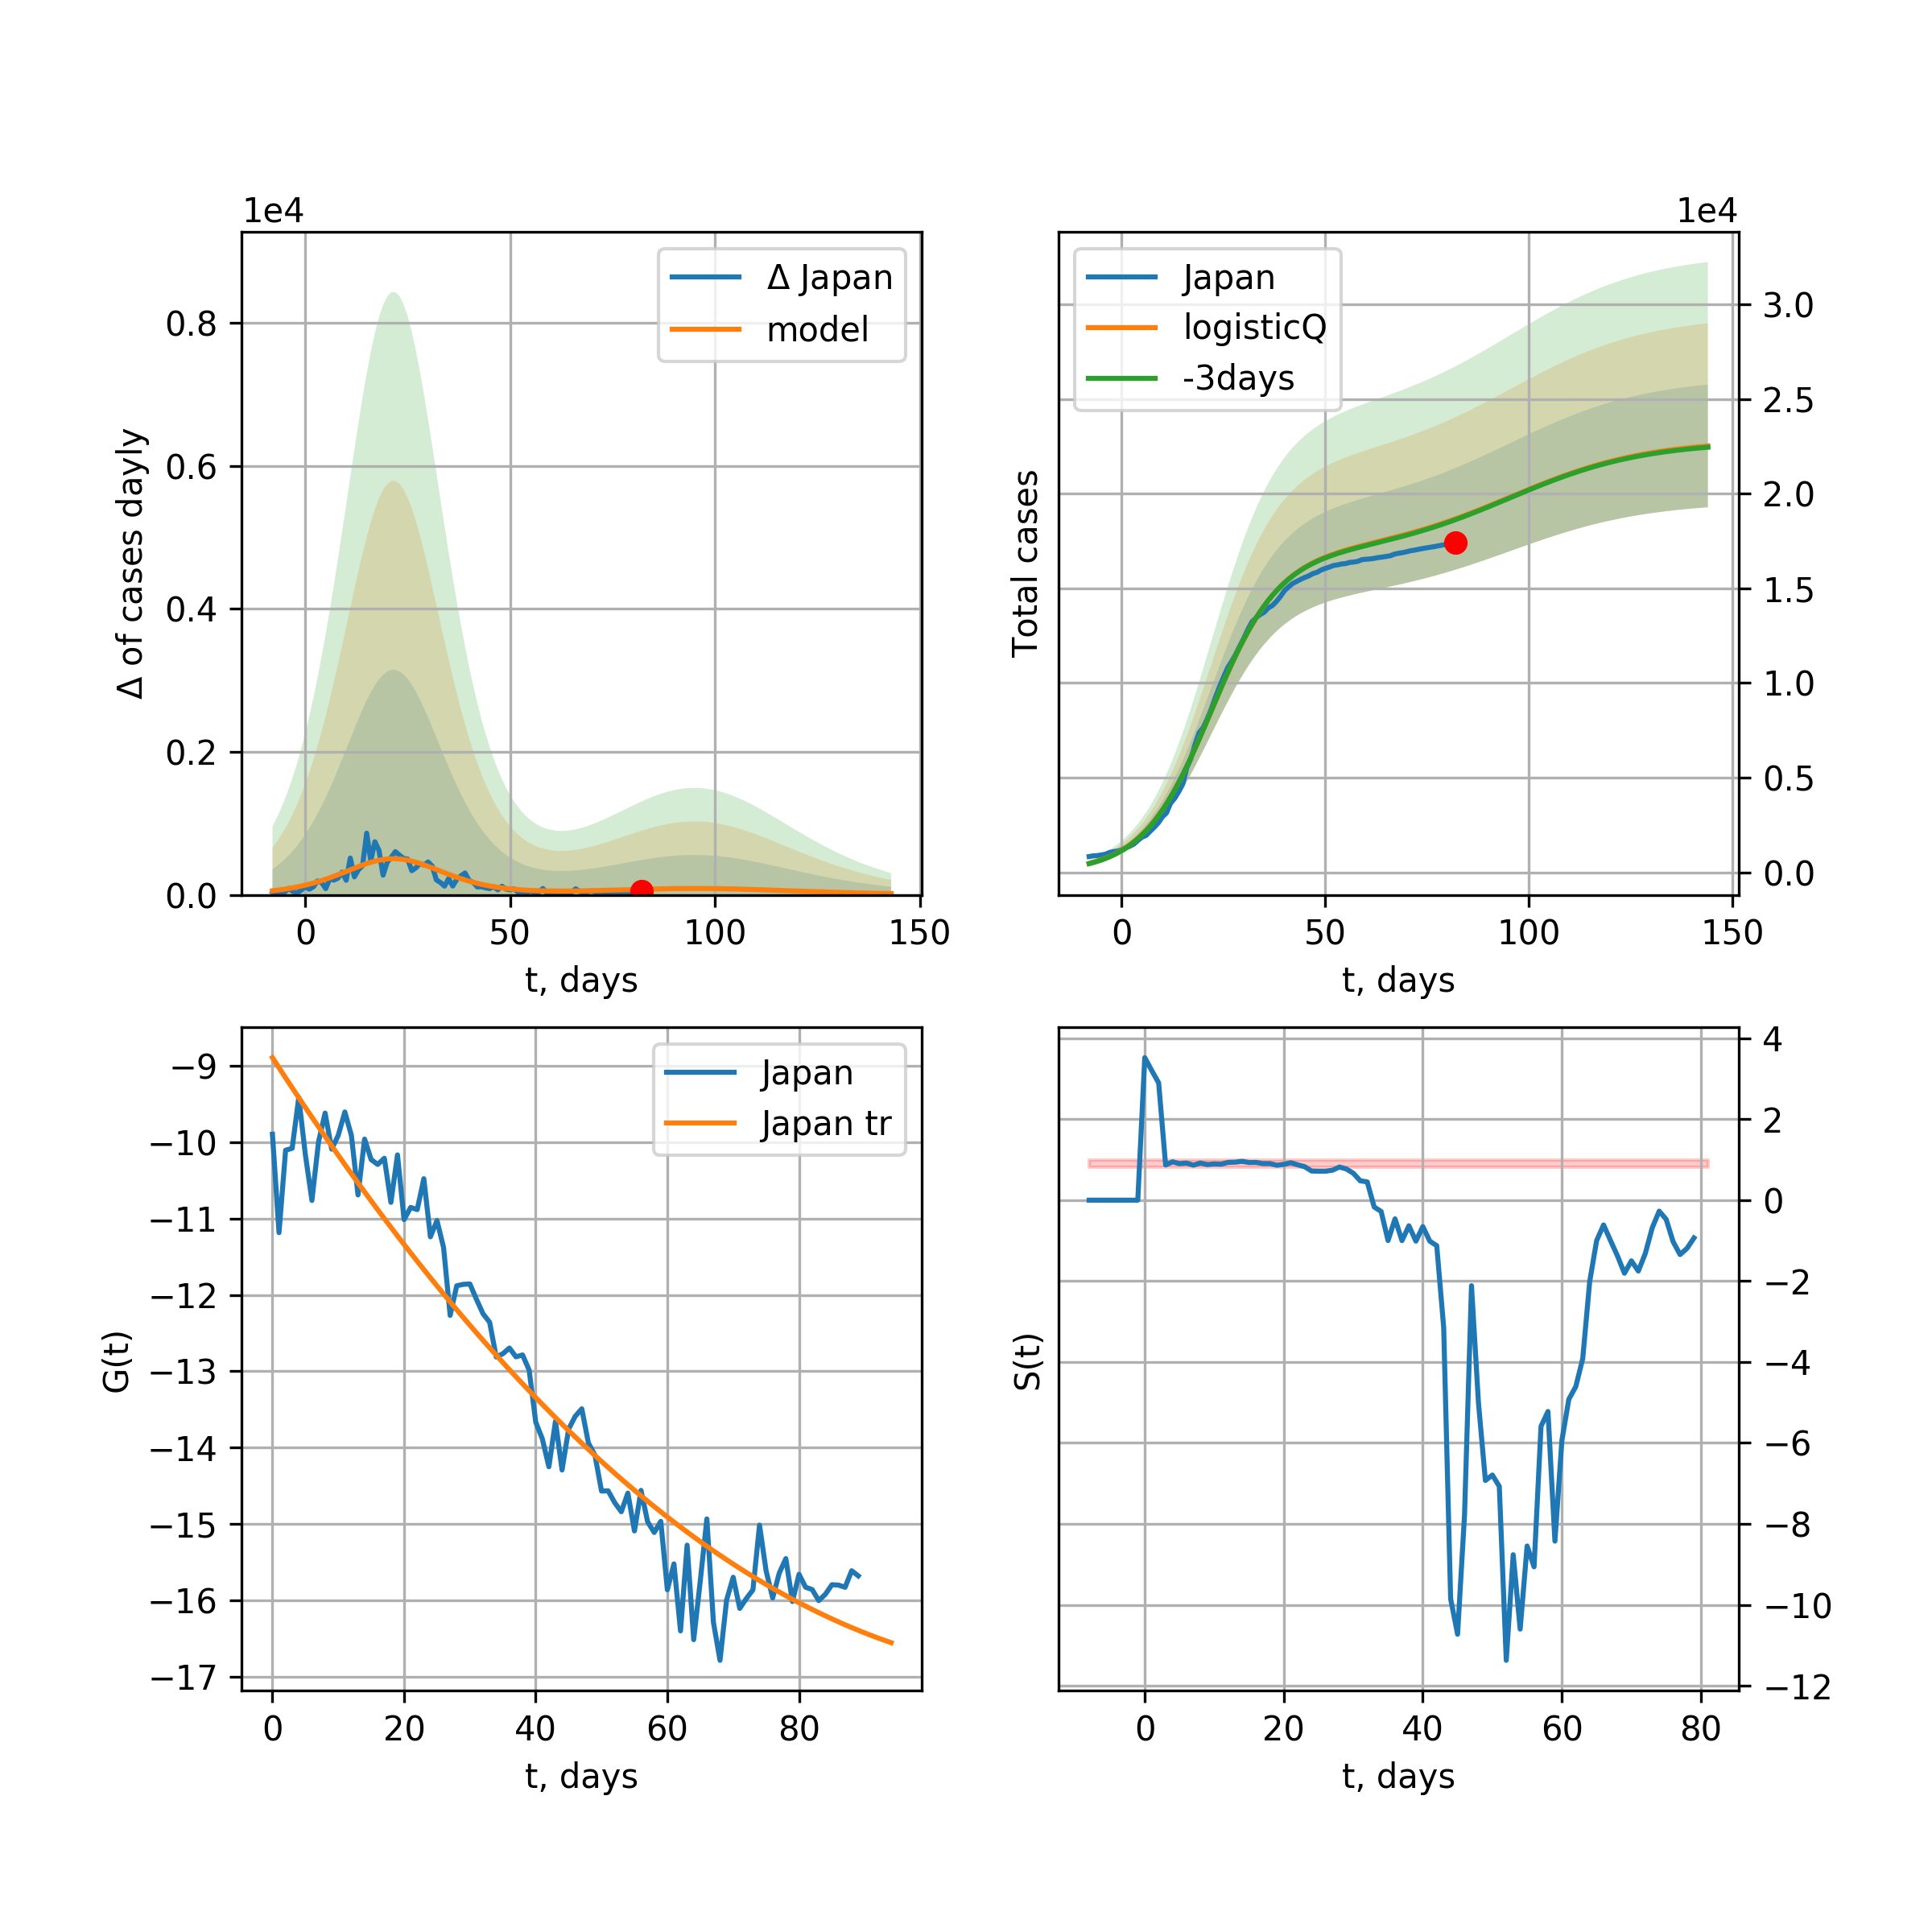 1e4
Δ of cases dayly
0.8
0.6
0.4
0.2
0.0
0 50 100 150
t, days
Δ Japan
model
1e4
Total cases
3.0
2.5
2.0
1.5
1.0
0.5
0.0
0 50 100 150
t, days
Japan
logisticQ
-3days
G(t)
−9
−10
−11
−12
−13
−14
−15
−16
−17
0 20 40 60 80
t, days
Japan
Japan tr
S(t)
4
2
0
−2
−4
−6
−8
−10
−12
0 20 40 60 80
t, days